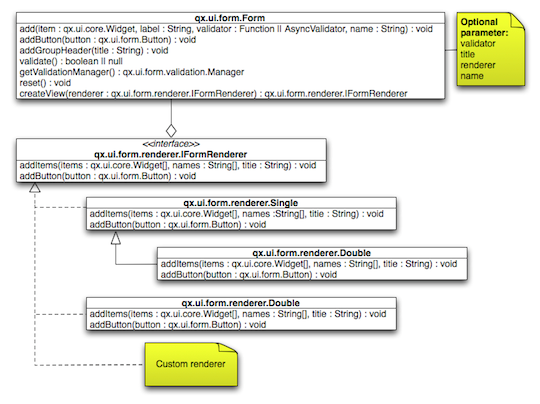 qx.ui.form.Form
add(item : qx.ui.core.Widget, label : String, validator : Function || AsyncValidator, name : String) : void
addButton(button : qx.ui.form.Button) : void
addGroupHeader(title : String) : void
validate() : boolean || null
getValidationManager() : qx.ui.form.validation.Manager
reset() : void
createView(renderer : qx.ui.form.renderer.IFormRenderer) : qx.ui.form.renderer.IFormRenderer
Optional
parameter:
validator
title
renderer
name
<<interface>>
qx.ui.form.renderer.IFormRenderer
addItems(items : qx.ui.core.Widget[], names : String[], title : String) : void
addButton(button : qx.ui.form.Button) : void
qx.ui.form.renderer.Single
addItems(items : qx.ui.core.Widget[], names :String[], title : String) : void
addButton(button : qx.ui.form.Button) : void
qx.ui.form.renderer.Double
addItems(items : qx.ui.core.Widget[], names : String[], title : String) : void
addButton(button : qx.ui.form.Button) : void
qx.ui.form.renderer.Double
addItems(items : qx.ui.core.Widget[], names : String[], title : String) : void
addButton(button : qx.ui.form.Button) : void
Custom renderer